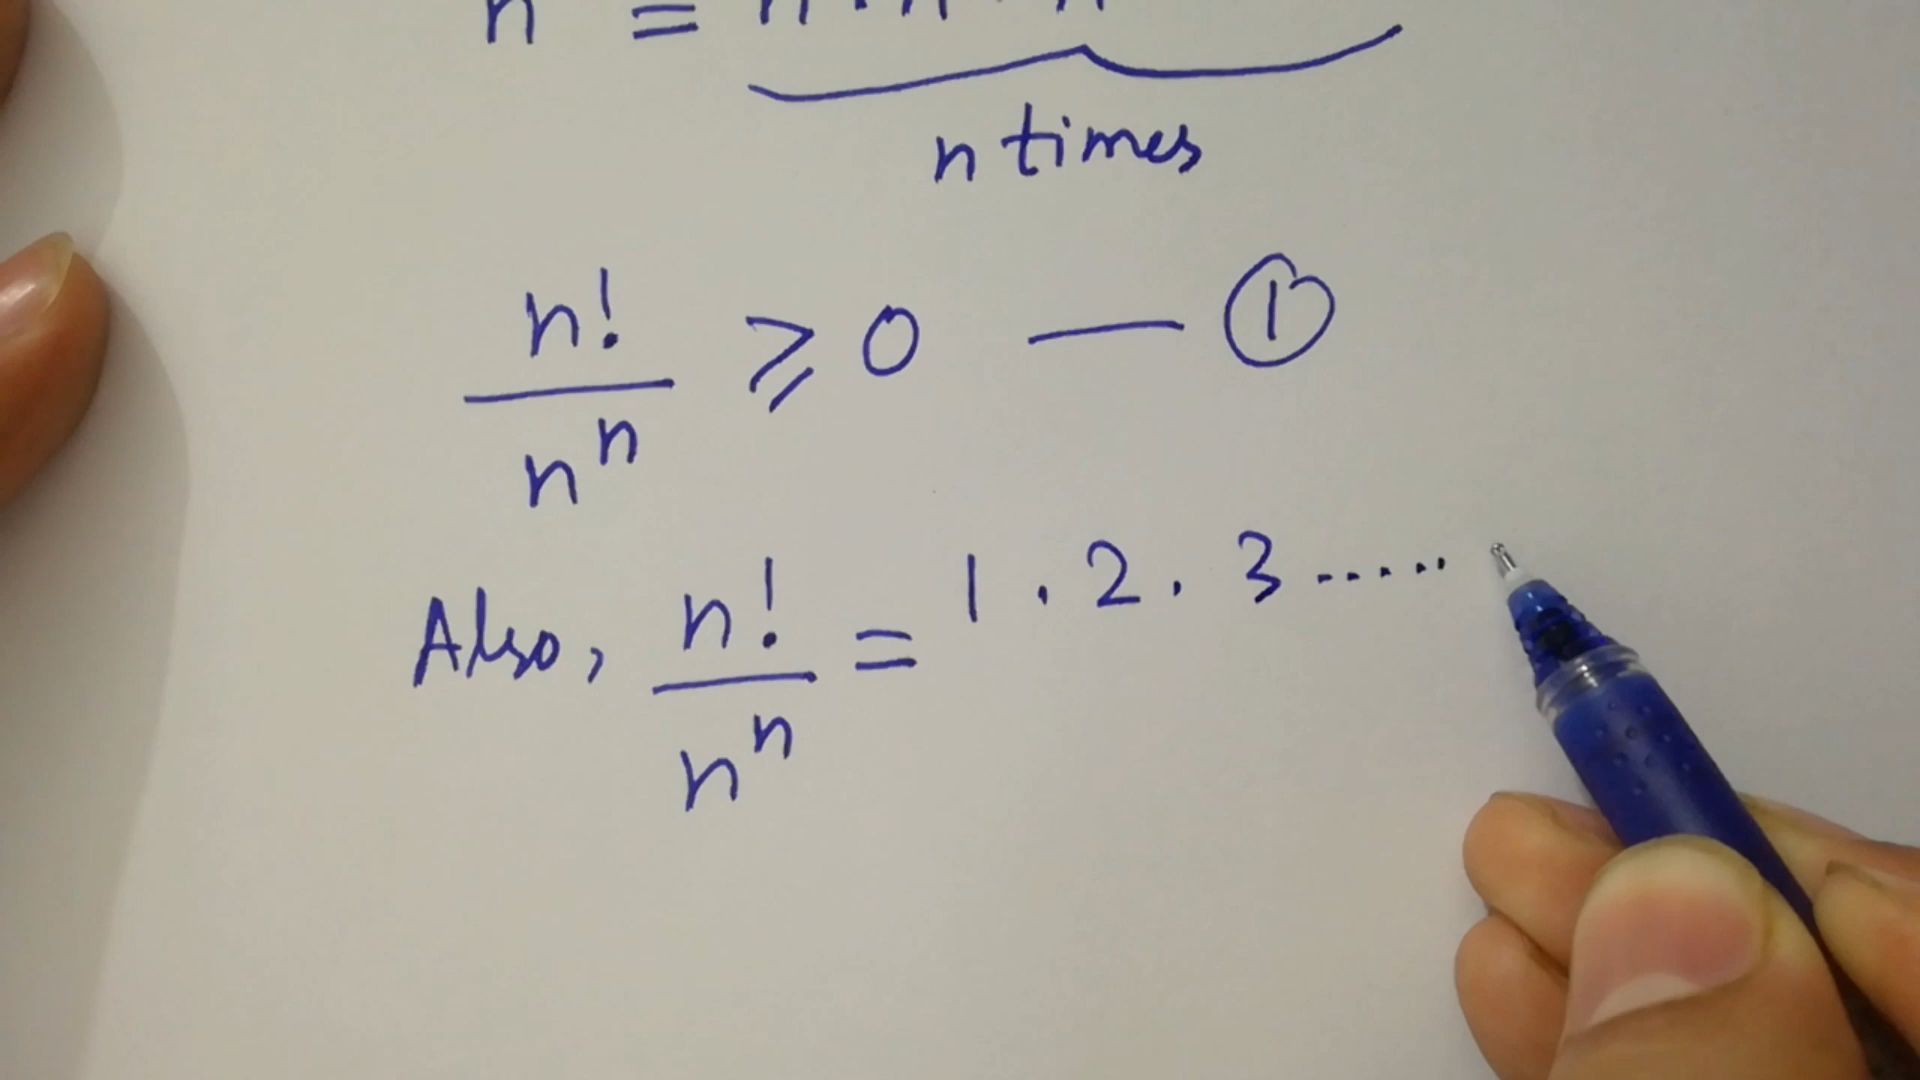 n = n . n . n
n times
n!/n^n ⩾ 0 — ①
Also, n!/n^n = 1 . 2 . 3 .....